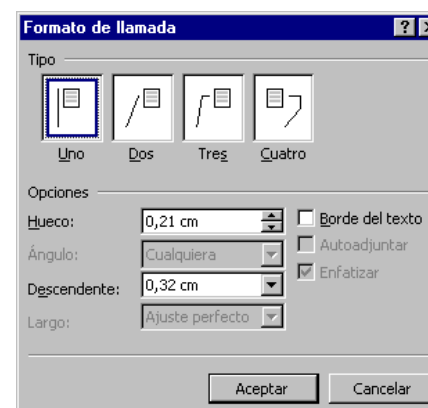 Formato de llamada
Tipo
Uno Dos Tres Cuatro
Opciones
Hueco: 0,21 cm Borde del texto
Ángulo: Cualquiera Autoadjuntar
Descendente: 0,32 cm Enfatizar
Largo: Ajuste perfecto
Aceptar Cancelar